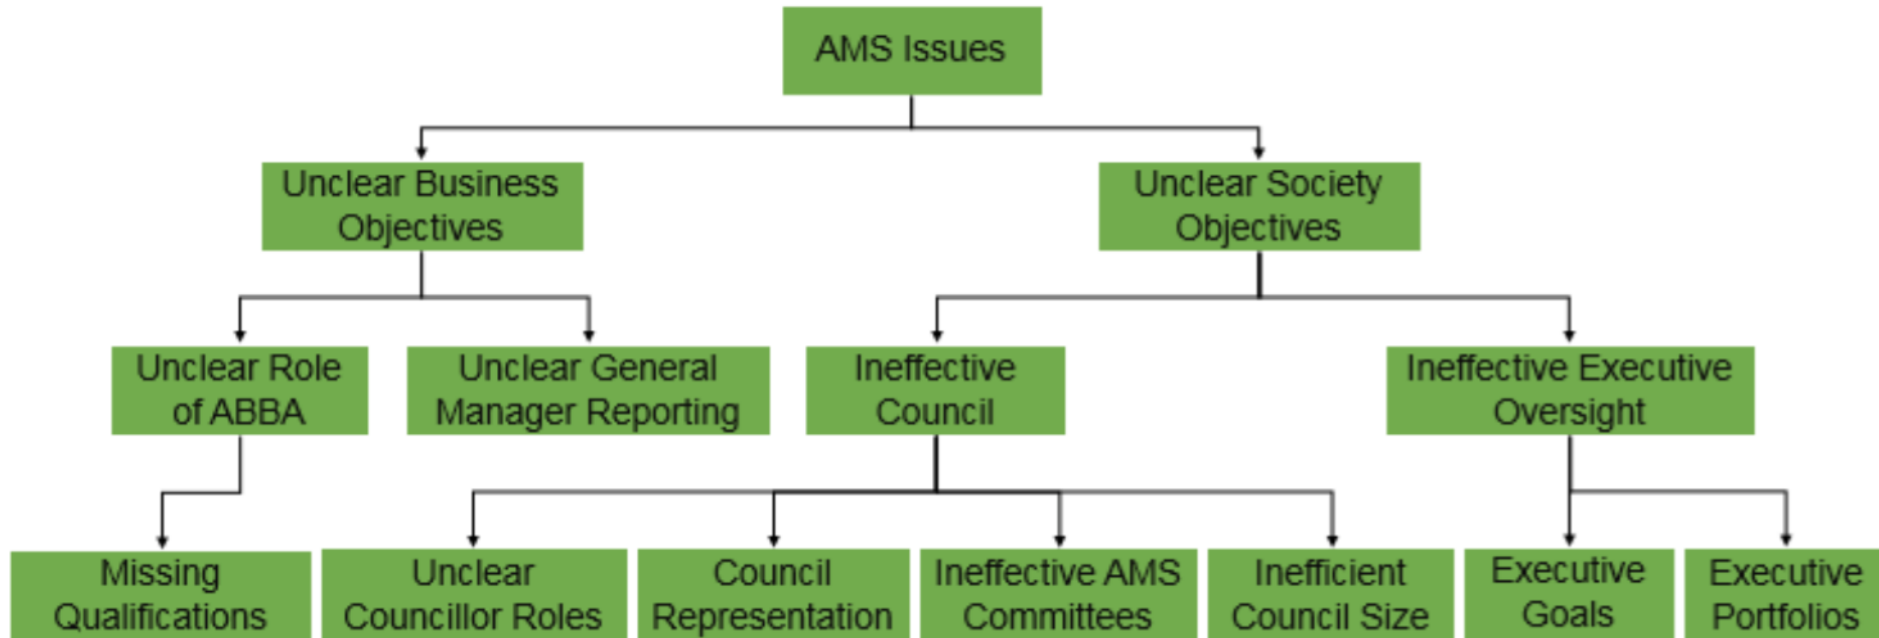 AMS Issues
Unclear Business
Objectives
Unclear Society
Objectives
Unclear Role
of ABBA
Unclear General
Manager Reporting
Ineffective
Council
Ineffective Executive
Oversight
Missing
Qualifications
Unclear
Councillor Roles
Council
Representation
Ineffective AMS
Committees
Inefficient
Council Size
Executive
Goals
Executive
Portfolios